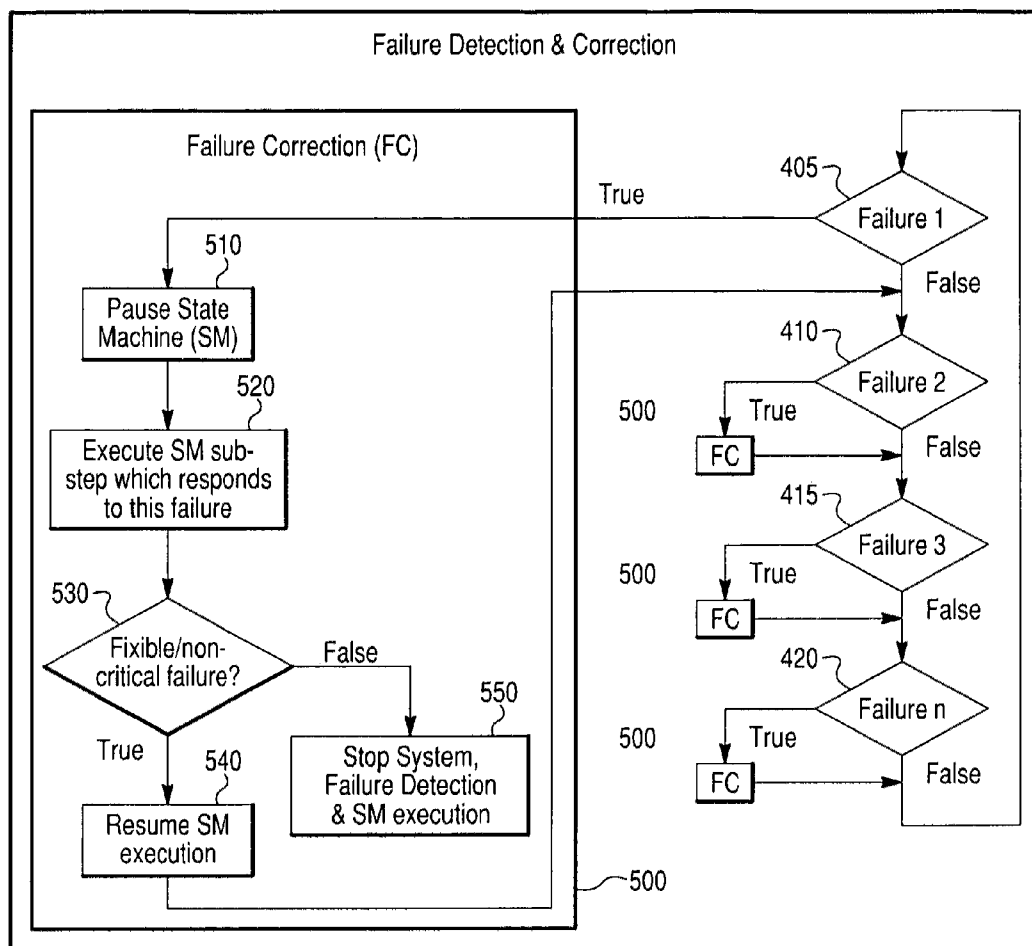 Failure Detection & Correction
Failure Correction (FC)
True
405
Failure 1
False
510
Pause State
Machine (SM)
410
Failure 2
500
True
False
FC
520
Execute SM sub-
step which responds
to this failure
415
Failure 3
500
True
False
FC
530
Fixible/non-
critical failure?
False
True
420
Failure n
500
True
False
FC
550
Stop System,
Failure Detection
& SM execution
540
Resume SM
execution
500